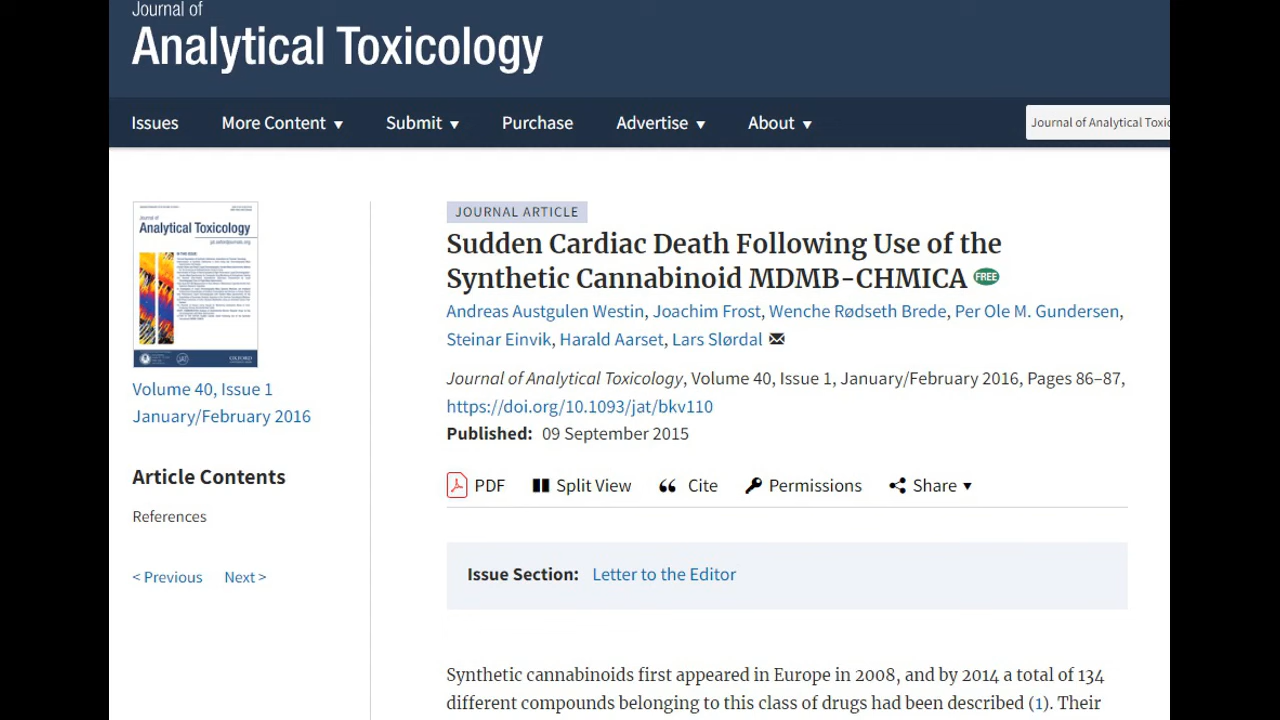 Journal of
Analytical Toxicology
Issues More Content ▼ Submit ▼ Purchase Advertise ▼ About ▼ Journal of Analytical Toxic
Journal of
Analytical Toxicology
Volume 40, Issue 1
January/February 2016
Article Contents
References
< Previous Next >
JOURNAL ARTICLE
Sudden Cardiac Death Following Use of the
Synthetic Cannabinoid MDMB-CHMICA FREE
Andreas Austgulen Westin, Joachim Frost, Wenche Rødseth Brede, Per Ole M. Gundersen,
Steinar Einvik, Harald Aarset, Lars Slørdal
Journal of Analytical Toxicology, Volume 40, Issue 1, January/February 2016, Pages 86–87,
https://doi.org/10.1093/jat/bkv110
Published: 09 September 2015
PDF Split View Cite Permissions Share ▼
Issue Section: Letter to the Editor
Synthetic cannabinoids first appeared in Europe in 2008, and by 2014 a total of 134
different compounds belonging to this class of drugs had been described (1). Their